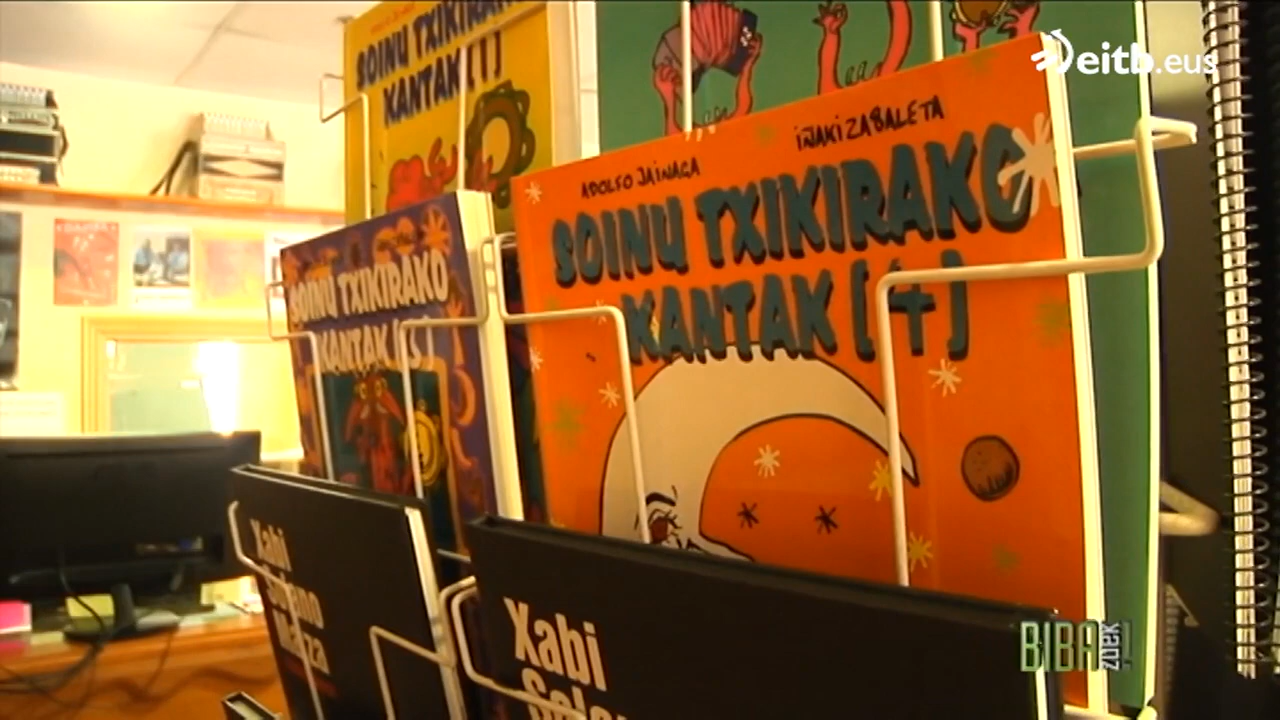 eitb.eus
SOINU TXIKIRAKO
KANTAK [1]
ADOLFO JAINAGA
IÑAKI ZABALETA
SOINU TXIKIRAKO
KANTAK [4]
SOINU TXIKIRAKO
KANTAK
Xabi
Solano
Xabi
BIBA
zuek!